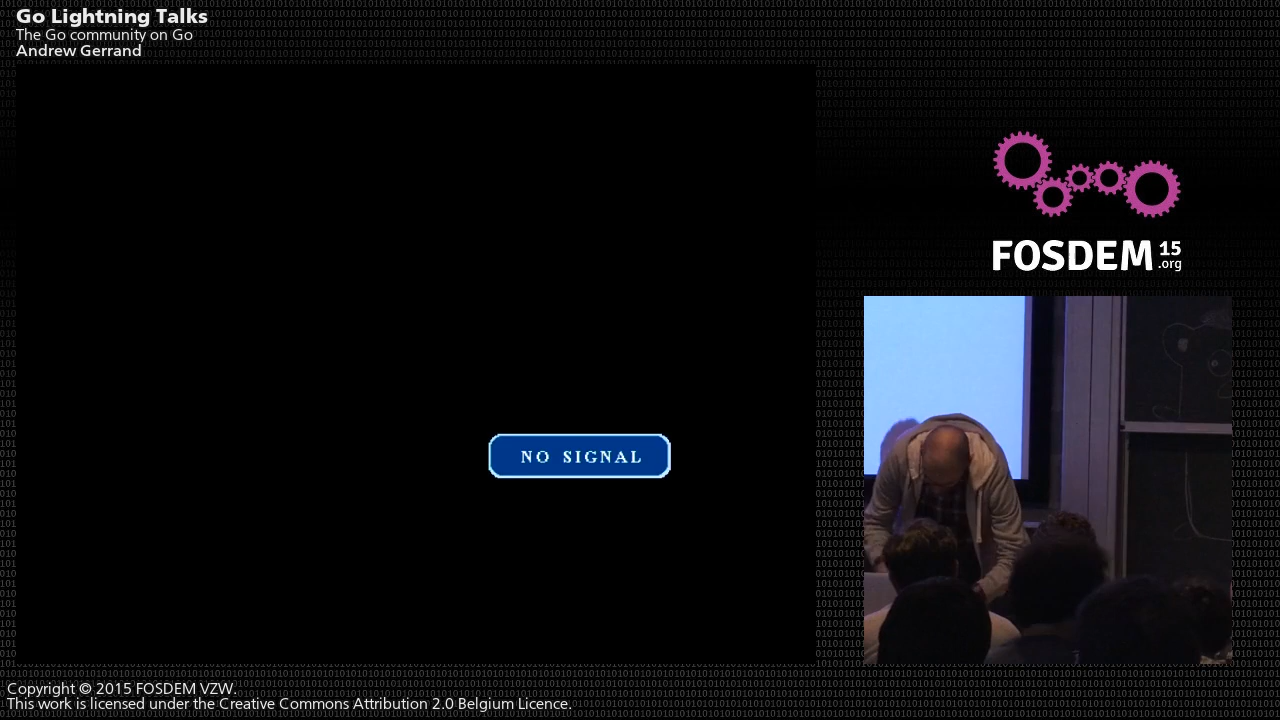 Go Lightning Talks
The Go community on Go
Andrew Gerrand
FOSDEM 15
.org
NO SIGNAL
Copyright © 2015 FOSDEM VZW.
This work is licensed under the Creative Commons Attribution 2.0 Belgium Licence.